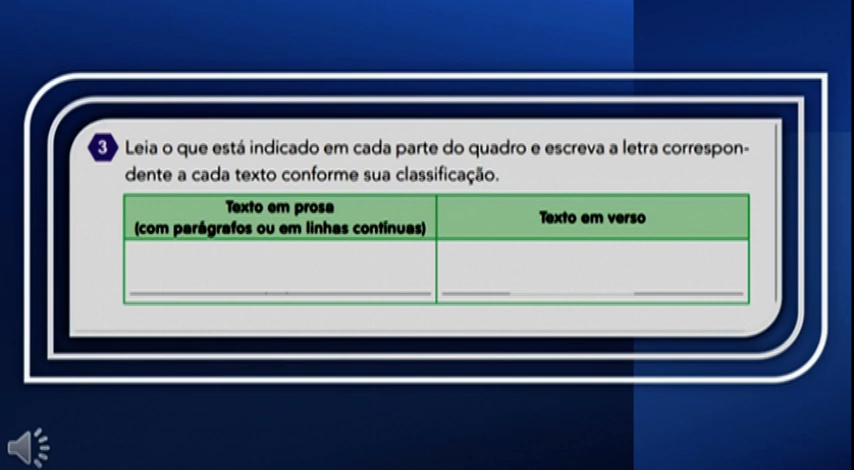 3 Leia o que está indicado em cada parte do quadro e escreva a letra correspon-
dente a cada texto conforme sua classificação.
Texto em prosa
(com parágrafos ou em linhas contínuas)
Texto em verso